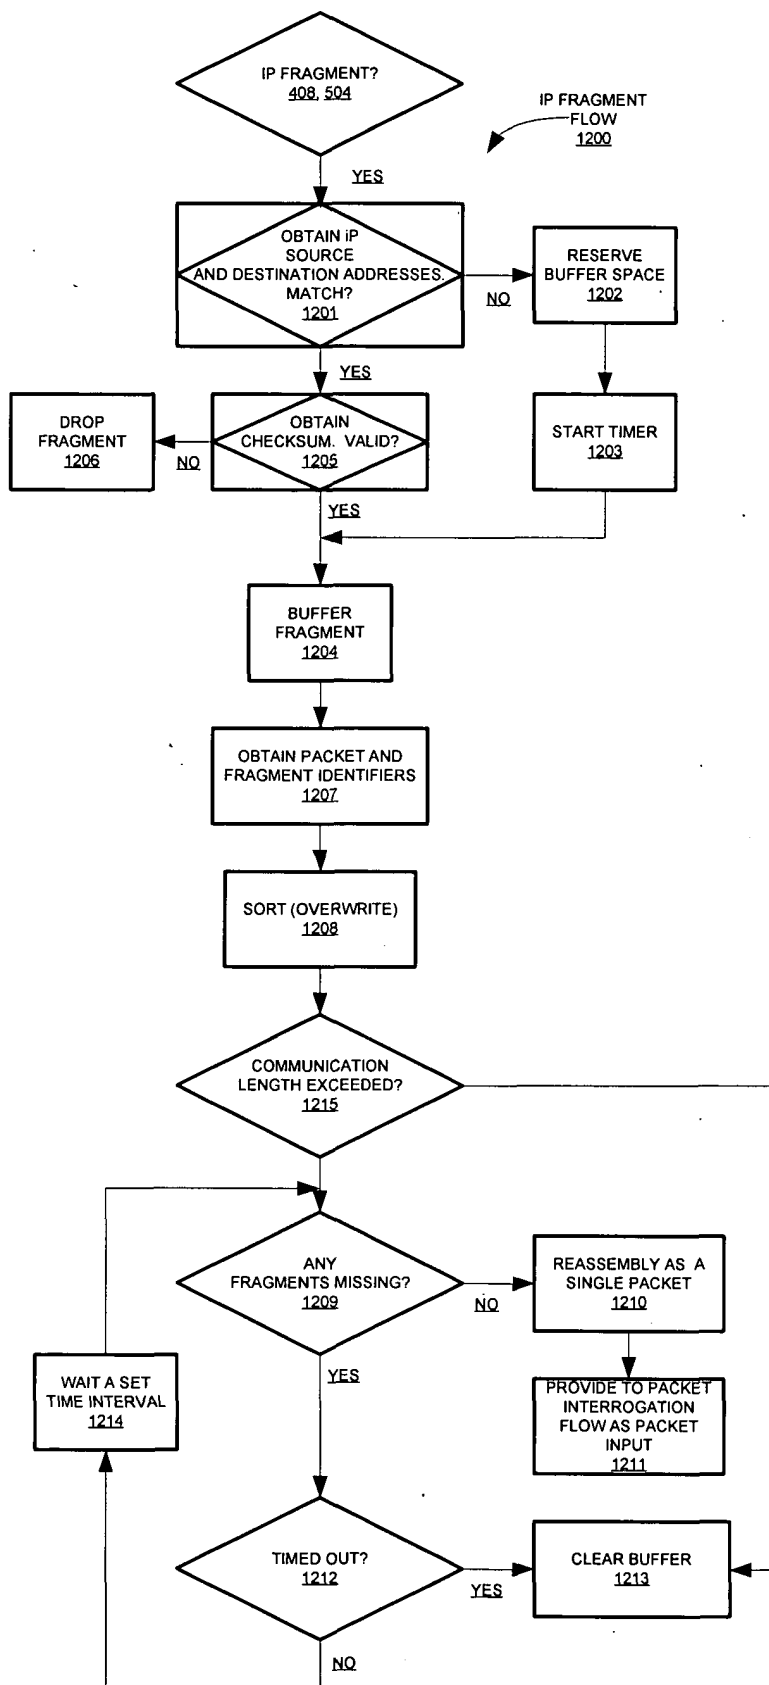 IP FRAGMENT?
408, 504
IP FRAGMENT
FLOW
1200
YES
OBTAIN iP
SOURCE
AND DESTINATION ADDRESSES.
MATCH?
1201
NO
RESERVE
BUFFER SPACE
1202
YES
DROP
FRAGMENT
1206
NO
OBTAIN
CHECKSUM. VALID?
1205
START TIMER
1203
YES
BUFFER
FRAGMENT
1204
OBTAIN PACKET AND
FRAGMENT IDENTIFIERS
1207
SORT (OVERWRITE)
1208
COMMUNICATION
LENGTH EXCEEDED?
1215
ANY
FRAGMENTS MISSING?
1209
NO
REASSEMBLY AS A
SINGLE PACKET
1210
YES
WAIT A SET
TIME INTERVAL
1214
PROVIDE TO PACKET
INTERROGATION
FLOW AS PACKET
INPUT
1211
TIMED OUT?
1212
YES
CLEAR BUFFER
1213
NO